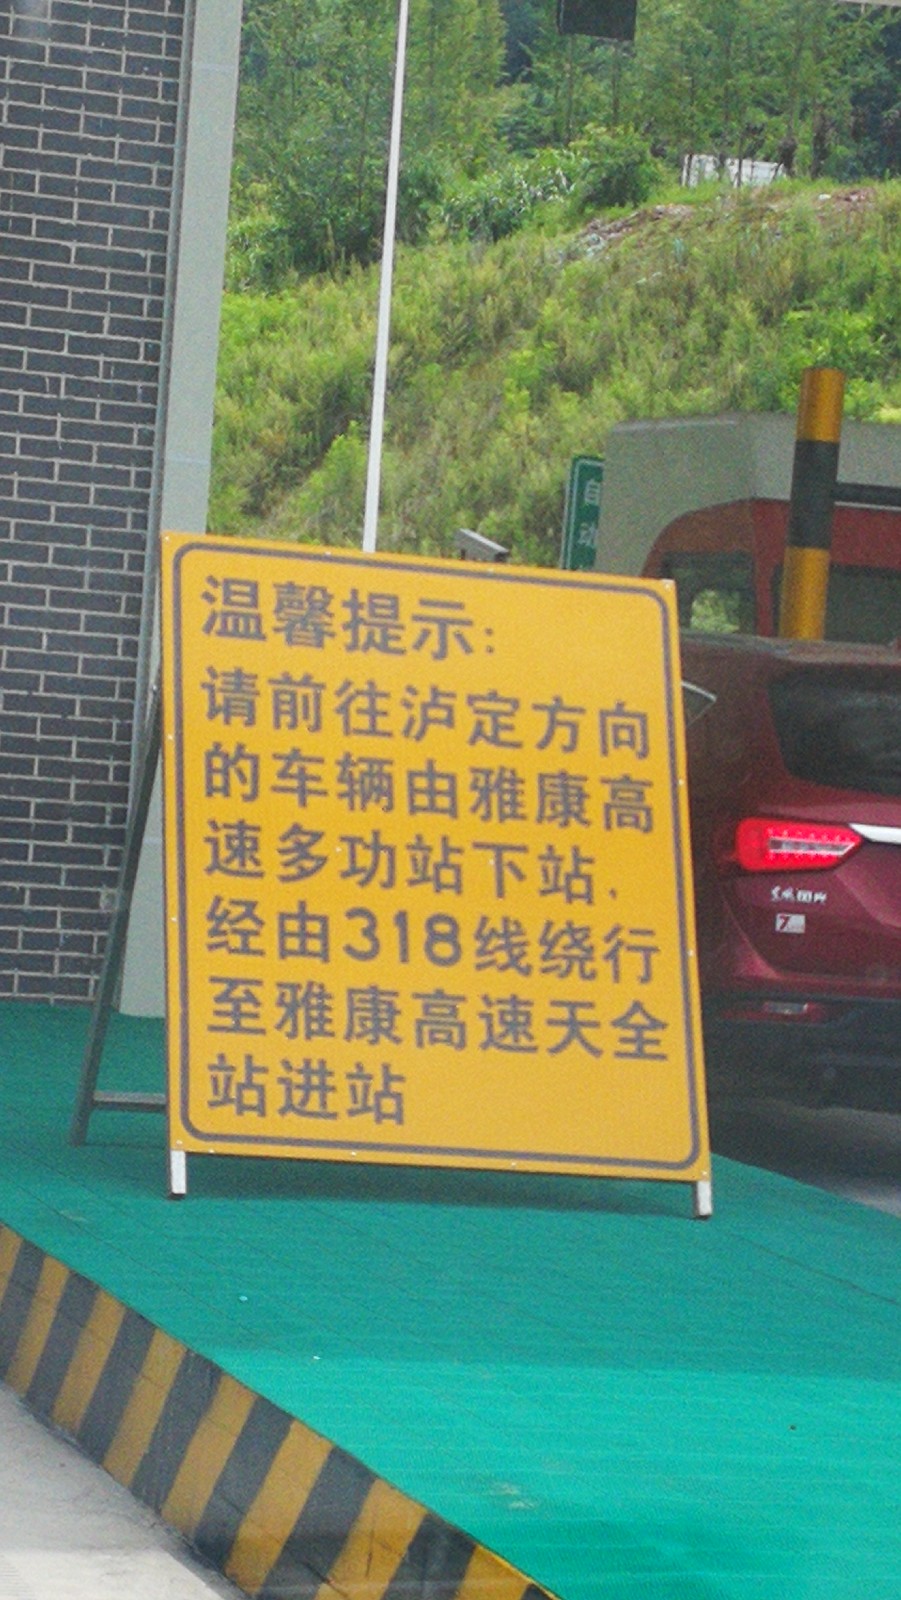 温馨提示:
请前往泸定方向
的车辆由雅康高
速多功站下站,
经由318线绕行
至雅康高速天全
站进站
自动